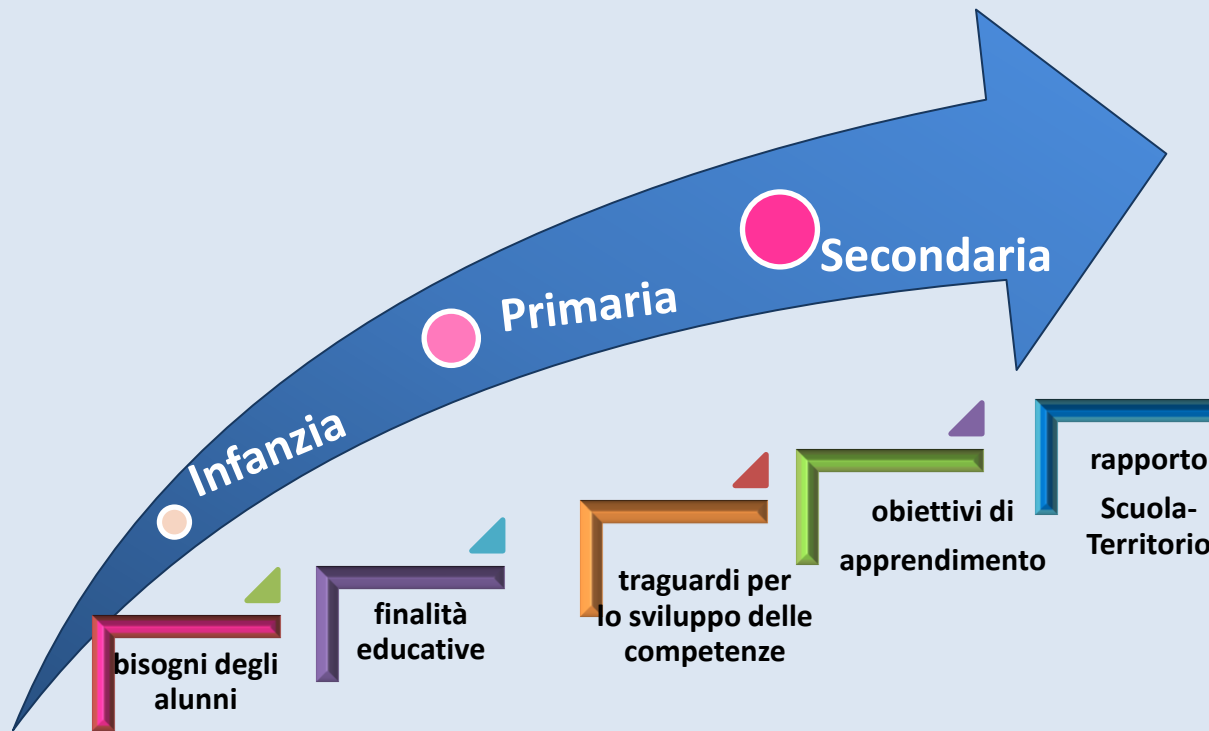 Infanzia
Primaria
Secondaria
bisogni degli
alunni
finalità
educative
traguardi per
lo sviluppo delle
competenze
obiettivi di
apprendimento
rapporto
Scuola-
Territorio